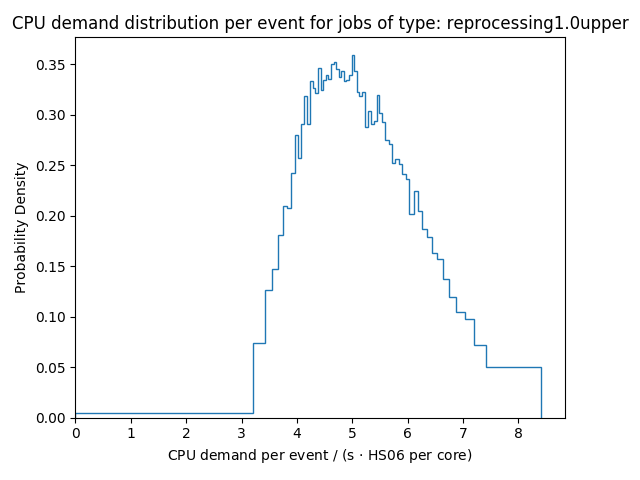 CPU demand distribution per event for jobs of type: reprocessing1.0upper
Probability Density
0.35
0.30
0.25
0.20
0.15
0.10
0.05
0.00
0 1 2 3 4 5 6 7 8
CPU demand per event / (s · HS06 per core)